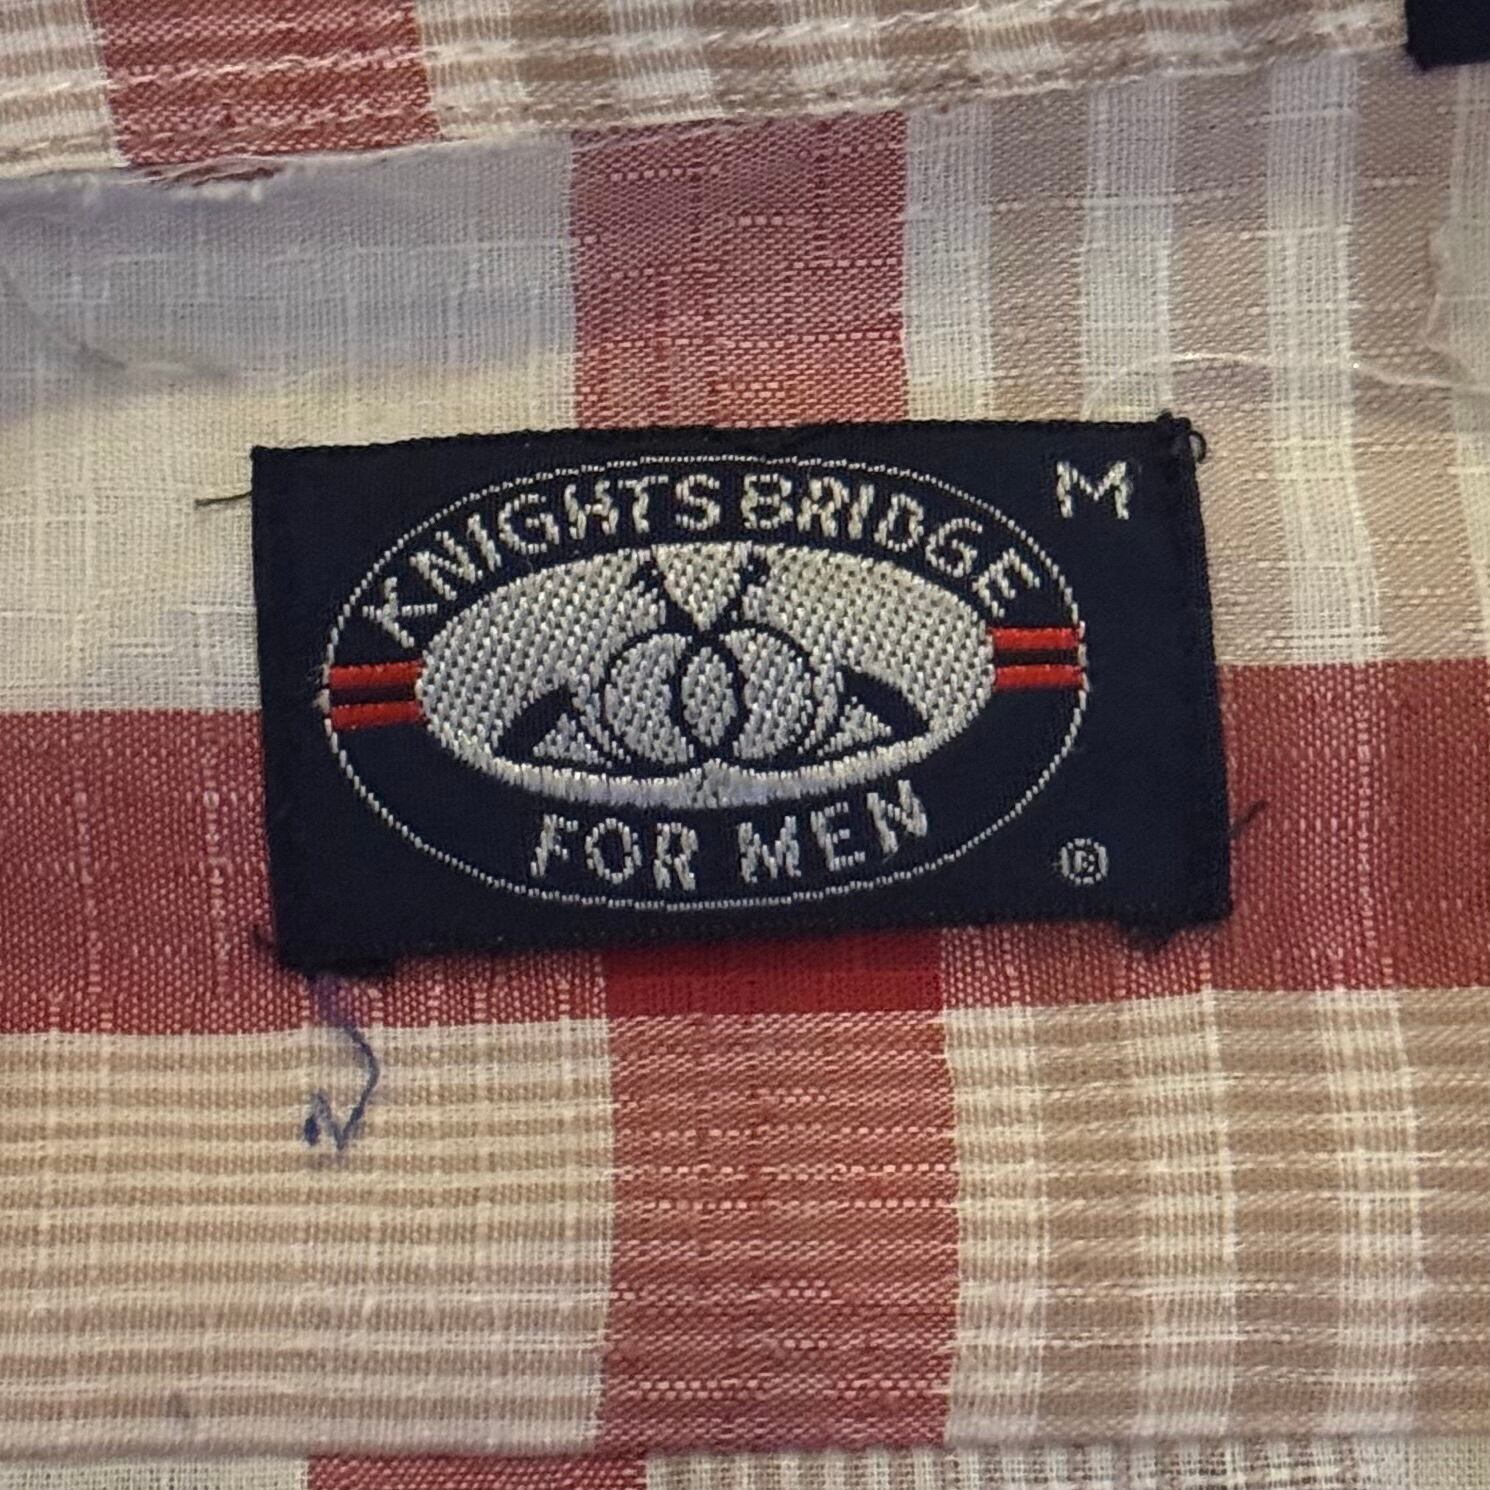 KNIGHTSBRIDGE
M
FOR MEN
®